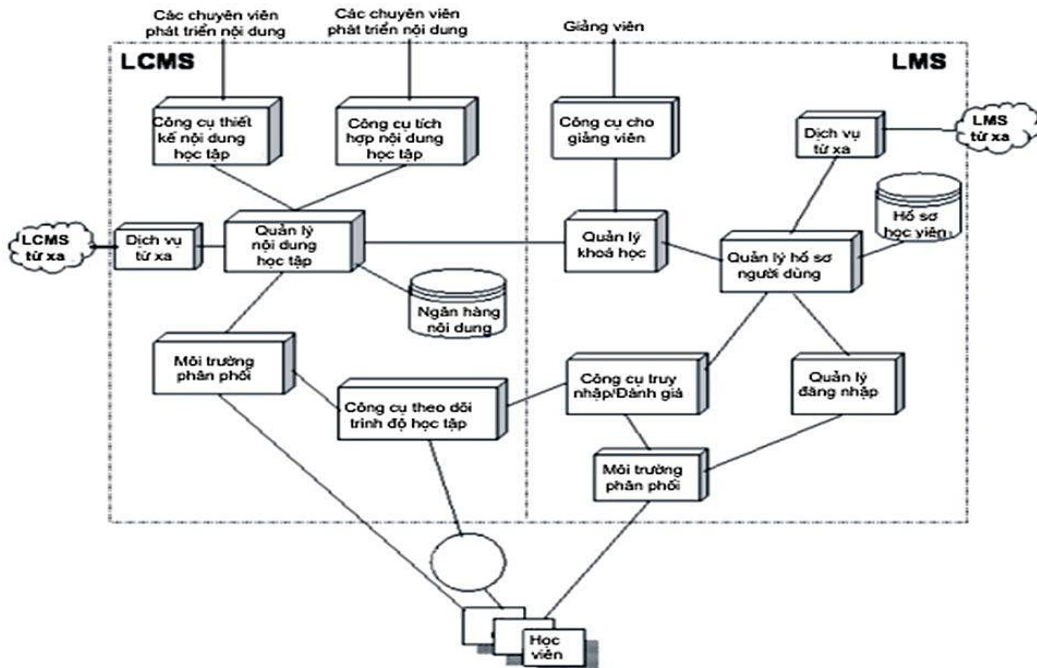 Các chuyên viên
phát triển nội dung
Các chuyên viên
phát triển nội dung
Giảng viên
LCMS
LMS
Công cụ thiết
kế nội dung
học tập
Công cụ tích
hợp nội dung
học tập
Công cụ cho
giảng viên
Dịch vụ
từ xa
LMS
từ xa
LCMS
từ xa
Dịch vụ
từ xa
Quản lý
nội dung
học tập
Quản lý
khoá học
Quản lý hồ sơ
người dùng
Hồ sơ
học viên
Ngân hàng
nội dung
Môi trường
phân phối
Công cụ theo dõi
trình độ học tập
Công cụ truy
nhập/Đánh giá
Quản lý
đăng nhập
Môi trường
phân phối
Học
viên